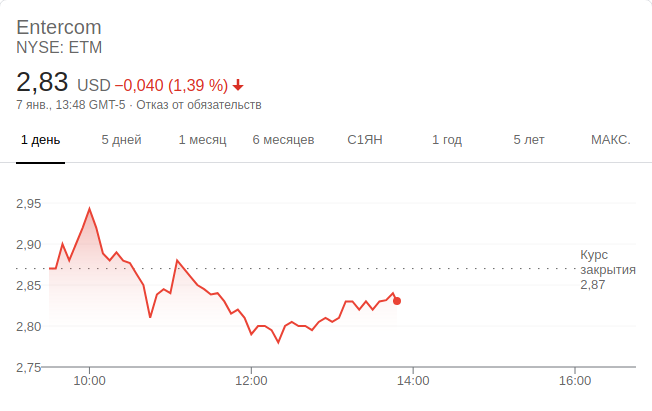 Entercom
NYSE: ETM
2,83 USD −0,040 (1,39 %)
7 янв., 13:48 GMT-5 · Отказ от обязательств
1 день 5 дней 1 месяц 6 месяцев С1ЯН 1 год 5 лет МАКС.
2,95
2,90
Курс
закрытия
2,87
2,85
2,80
2,75
10:00 12:00 14:00 16:00